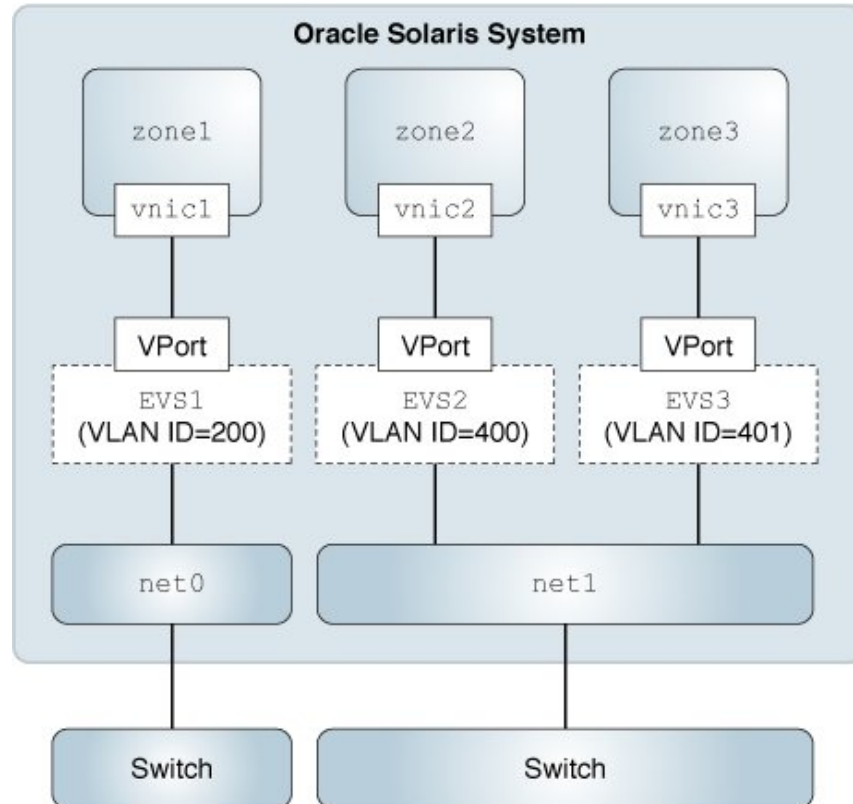 Oracle Solaris System
zone1
zone2
zone3
vnic1
vnic2
vnic3
VPort
VPort
VPort
EVS1
(VLAN ID=200)
EVS2
(VLAN ID=400)
EVS3
(VLAN ID=401)
net0
net1
Switch
Switch